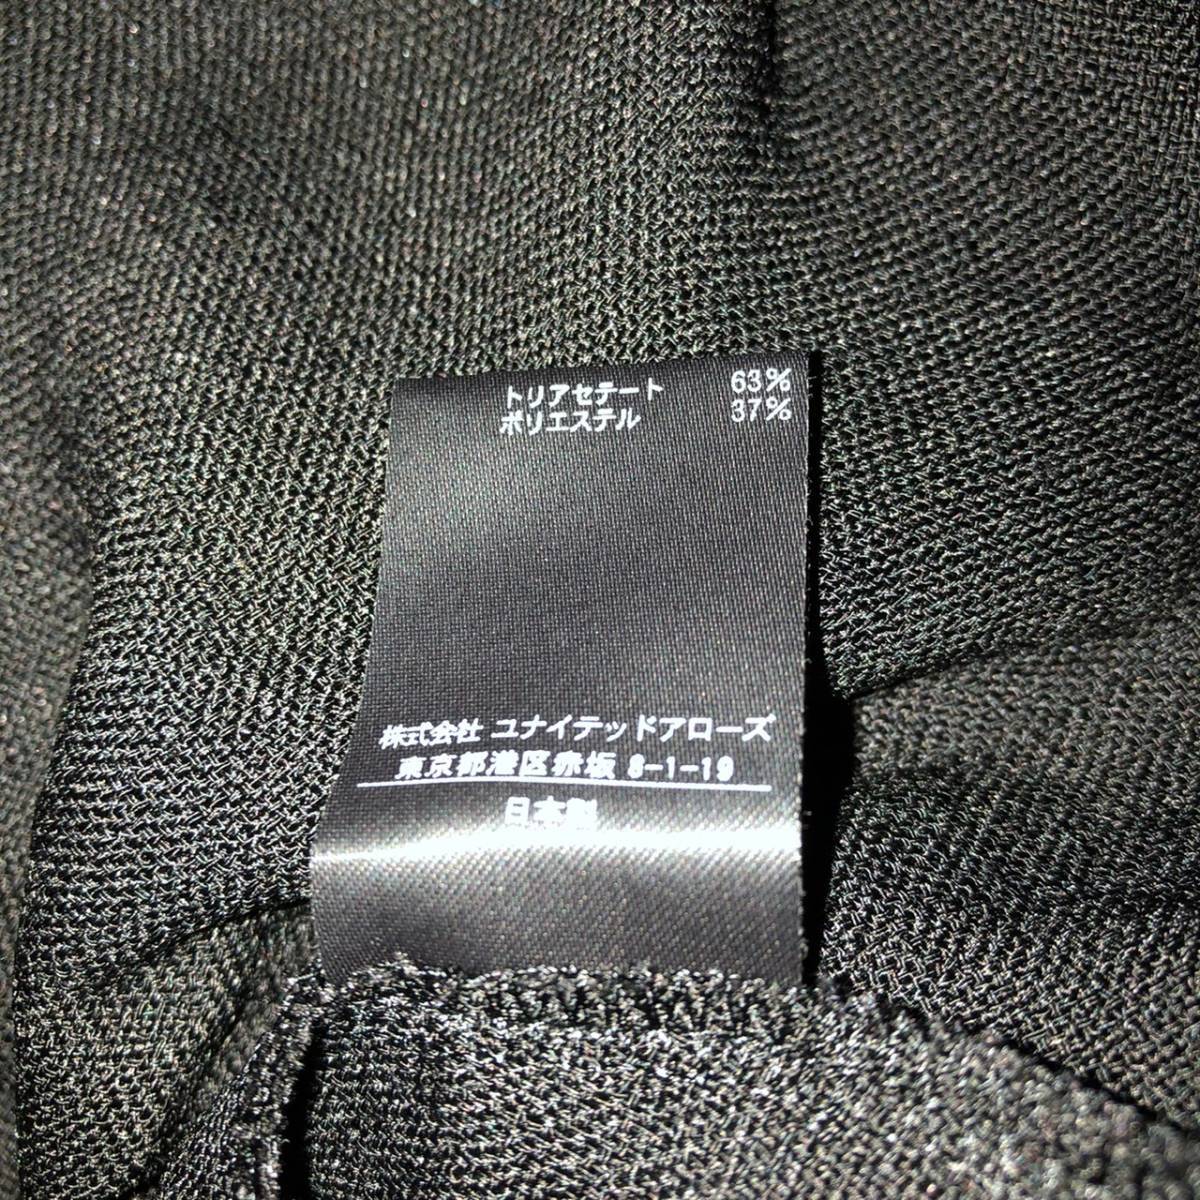 トリアセテート 63%
ポリエステル 37%
株式会社 ユナイテッドアローズ
東京都港区赤坂 8-1-19
日本製